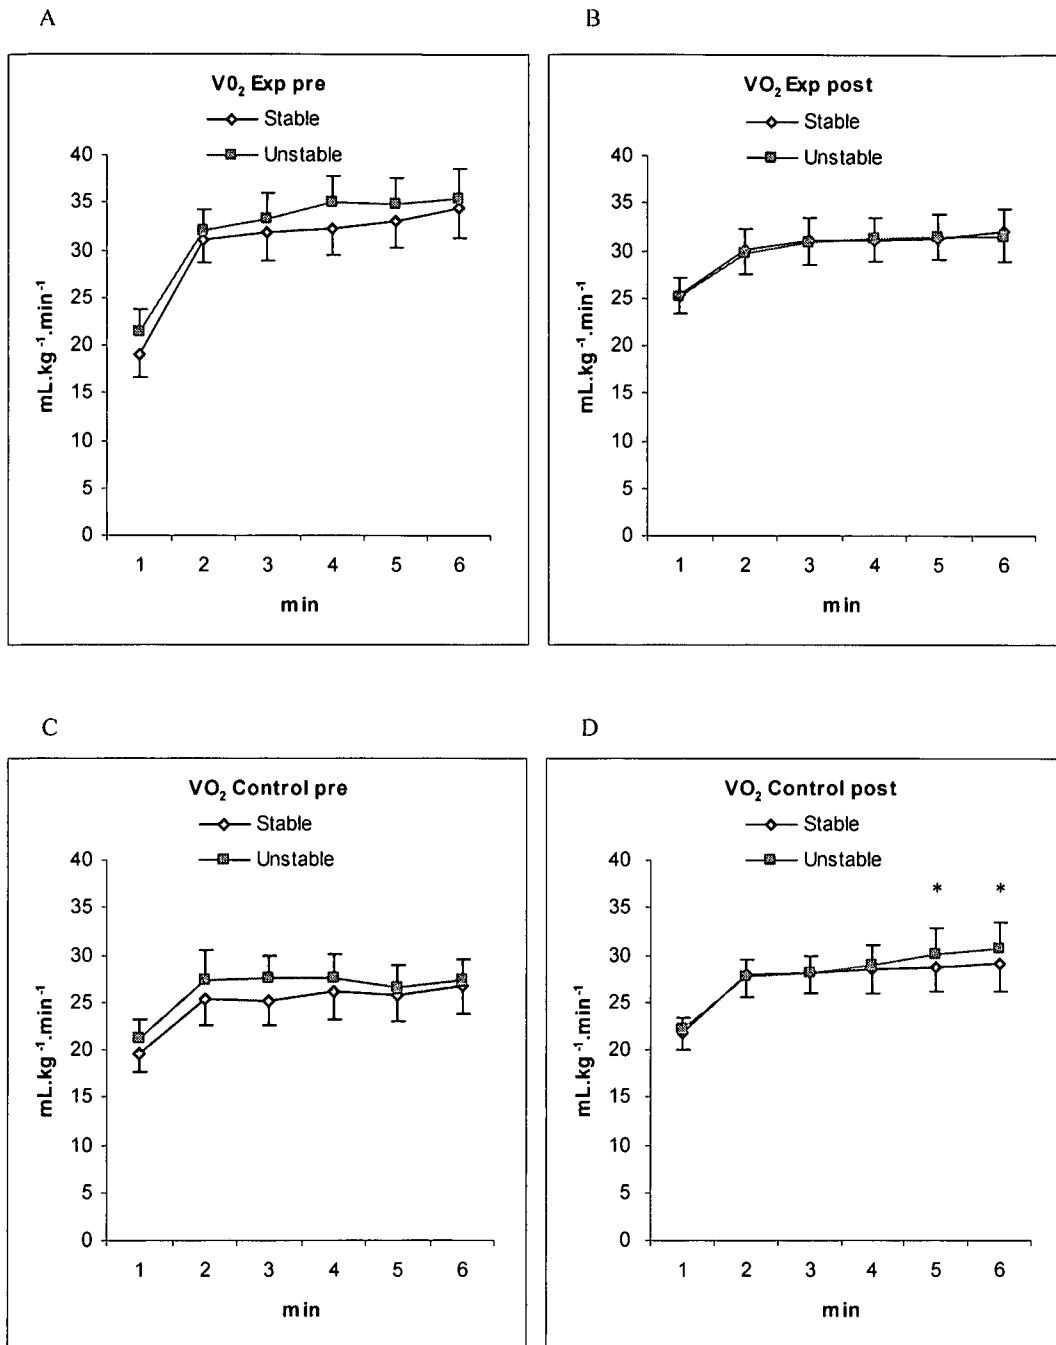 A
V0₂ Exp pre
Stable
Unstable
40
35
30
25
20
15
10
5
0
mL.kg⁻¹.min⁻¹
1 2 3 4 5 6
min
B
VO₂ Exp post
Stable
Unstable
40
35
30
25
20
15
10
5
0
mL.kg⁻¹.min⁻¹
1 2 3 4 5 6
min
C
VO₂ Control pre
Stable
Unstable
40
35
30
25
20
15
10
5
0
mL.kg⁻¹.min⁻¹
1 2 3 4 5 6
min
D
VO₂ Control post
Stable
Unstable
40
35
30
25
20
15
10
5
0
* *
mL.kg⁻¹.min⁻¹
1 2 3 4 5 6
min